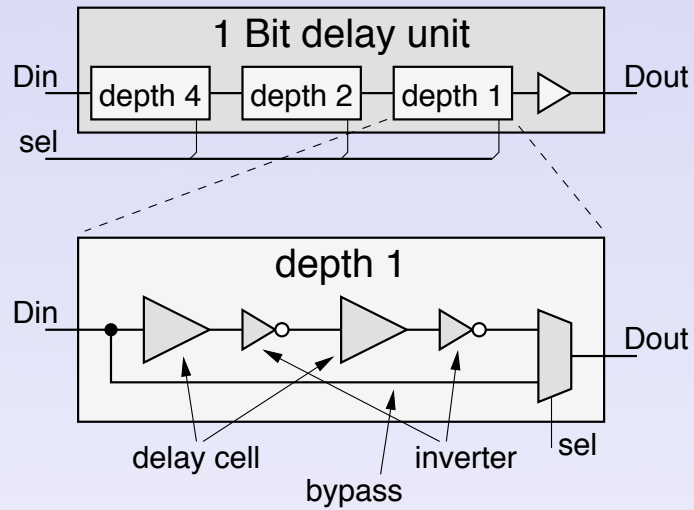 1 Bit delay unit
Din
Dout
depth 4
depth 2
depth 1
sel
depth 1
Din
Dout
sel
delay cell
inverter
bypass